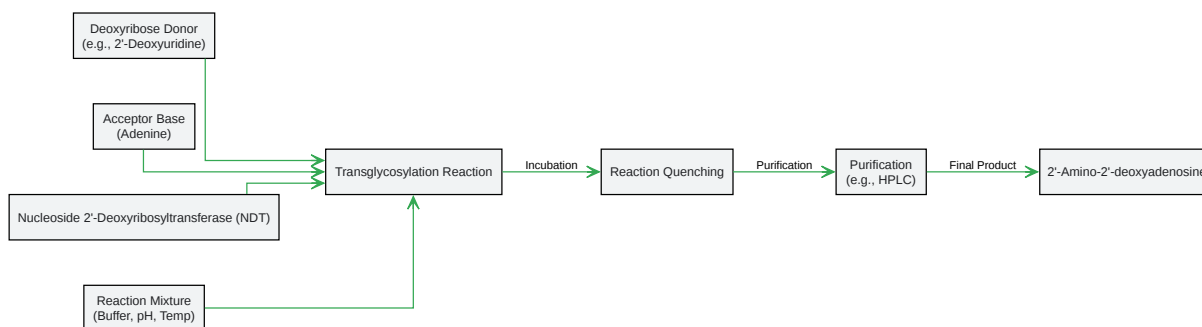 Deoxyribose Donor
(e.g., 2'-Deoxyuridine)
Acceptor Base
(Adenine)
Nucleoside 2'-Deoxyribosyltransferase (NDT)
Reaction Mixture
(Buffer, pH, Temp)
Transglycosylation Reaction
Incubation
Reaction Quenching
Purification
Purification
(e.g., HPLC)
Final Product
2'-Amino-2'-deoxyadenosine